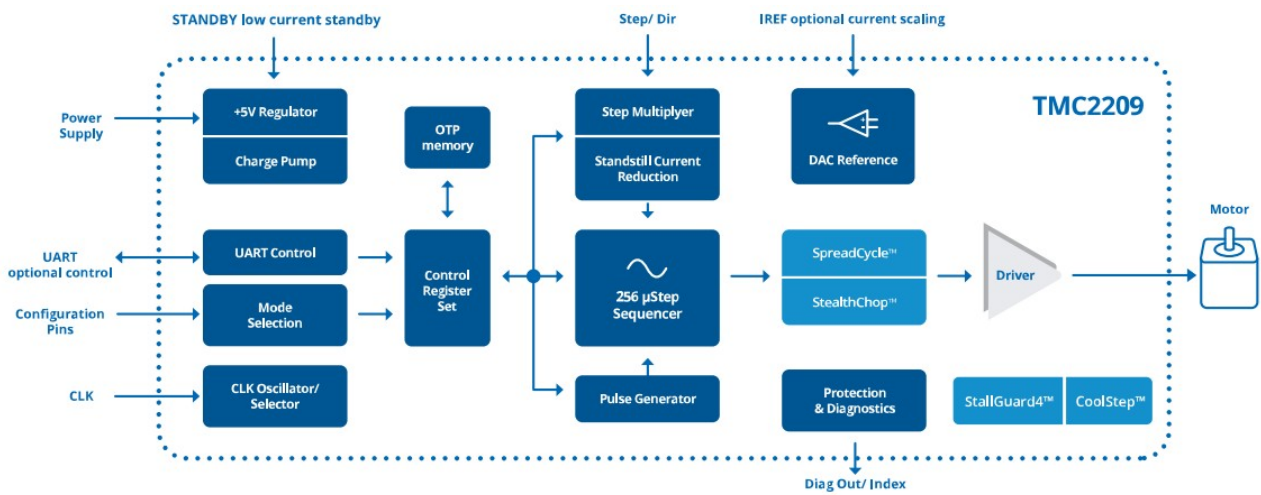 STANDBY low current standby
Step/ Dir
IREF optional current scaling
TMC2209
Power
Supply
+5V Regulator
Charge Pump
OTP
memory
Step Multiplyer
Standstill Current
Reduction
DAC Reference
UART
optional control
UART Control
Configuration
Pins
Mode
Selection
Control
Register
Set
256 µStep
Sequencer
SpreadCycle™
StealthChop™
Driver
Motor
CLK
CLK Oscillator/
Selector
Pulse Generator
Protection
& Diagnostics
StallGuard4™
CoolStep™
Diag Out/ Index